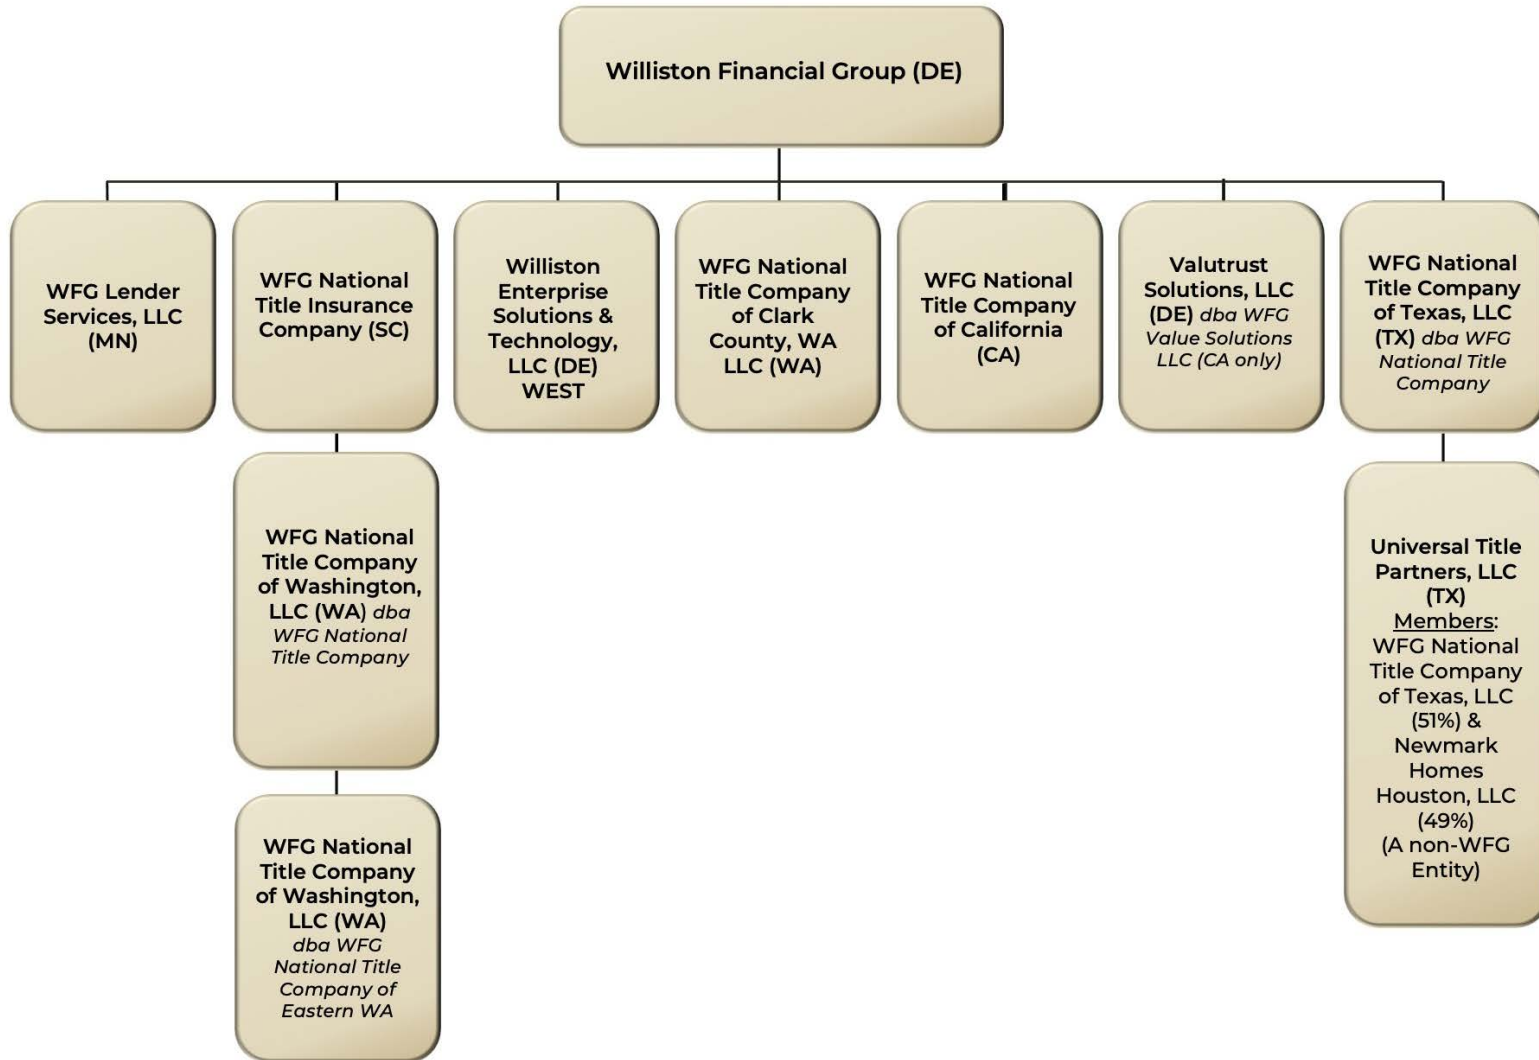 Williston Financial Group (DE)
WFG Lender
Services, LLC
(MN)
WFG National
Title Insurance
Company (SC)
Williston
Enterprise
Solutions &
Technology,
LLC (DE)
WEST
WFG National
Title Company
of Clark
County, WA
LLC (WA)
WFG National
Title Company
of California
(CA)
Valutrust
Solutions, LLC
(DE) dba WFG
Value Solutions
LLC (CA only)
WFG National
Title Company
of Texas, LLC
(TX) dba WFG
National Title
Company
WFG National
Title Company
of Washington,
LLC (WA) dba
WFG National
Title Company
Universal Title
Partners, LLC
(TX)
Members:
WFG National
Title Company
of Texas, LLC
(51%) &
Newmark
Homes
Houston, LLC
(49%)
(A non-WFG
Entity)
WFG National
Title Company
of Washington,
LLC (WA)
dba WFG
National Title
Company of
Eastern WA